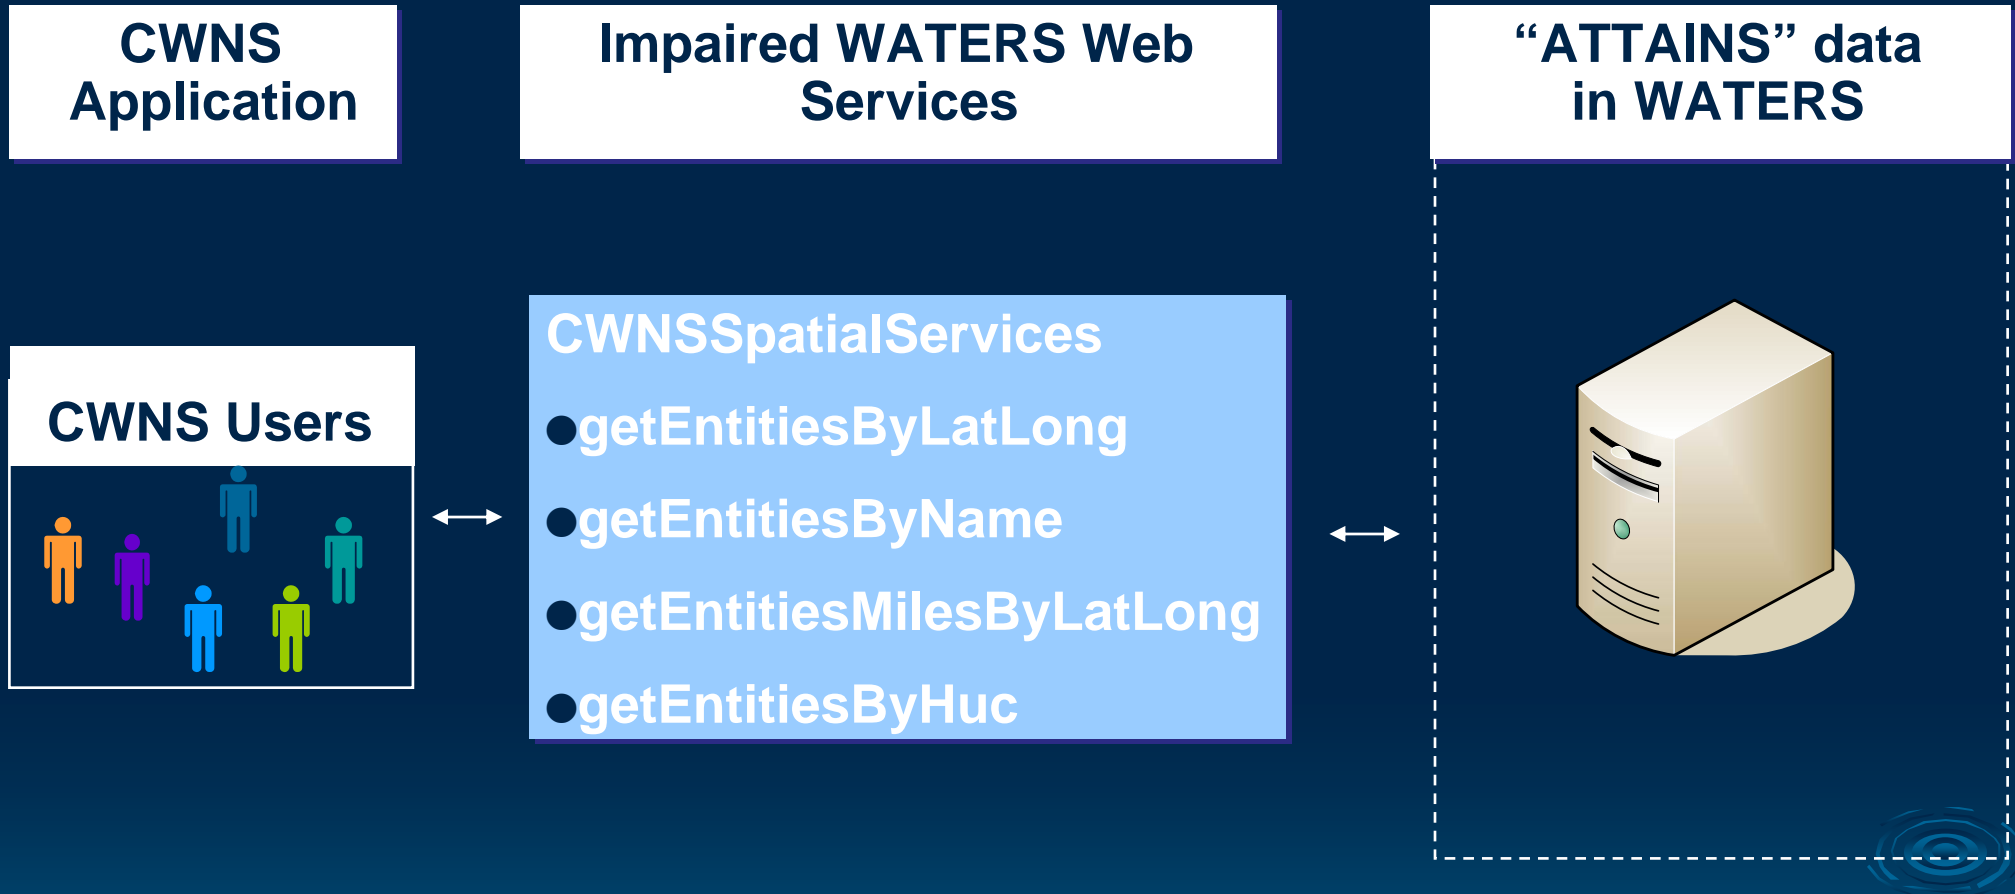 CWNS
Application
Impaired WATERS Web
Services
“ATTAINS” data
in WATERS
CWNS Users
CWNSSpatialServices
●getEntitiesByLatLong
●getEntitiesByName
●getEntitiesMilesByLatLong
●getEntitiesByHuc